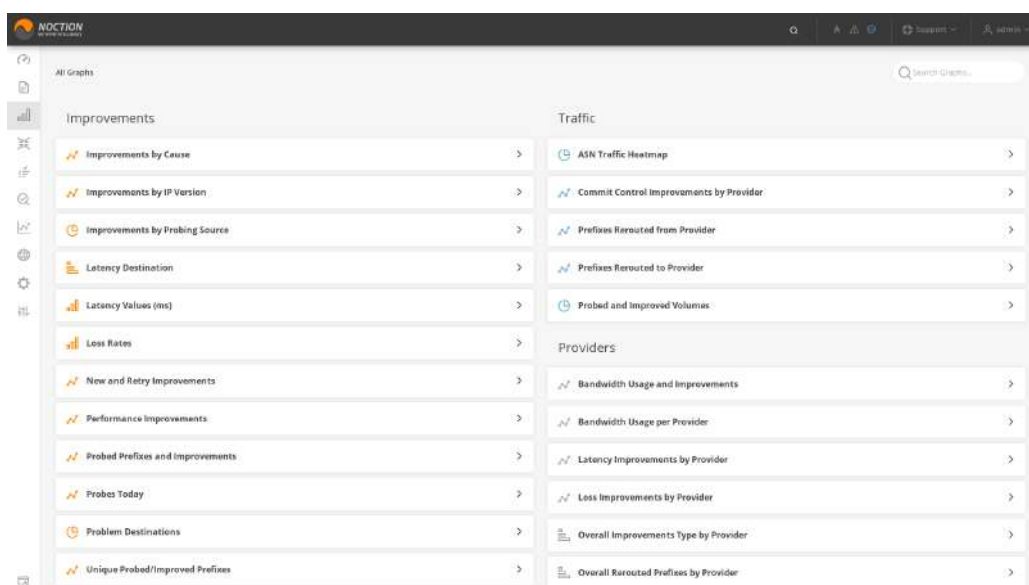 NOCTION
Support
admin
All Graphs
Search Graphs...
Improvements
Improvements by Cause
Improvements by IP Version
Improvements by Probing Source
Latency Destination
Latency Values (ms)
Loss Rates
New and Retry Improvements
Performance Improvements
Probed Prefixes and Improvements
Probes Today
Problem Destinations
Unique Probed/Improved Prefixes
Traffic
ASN Traffic Heatmap
Commit Control Improvements by Provider
Prefixes Rerouted from Provider
Prefixes Rerouted to Provider
Probed and Improved Volumes
Providers
Bandwidth Usage and Improvements
Bandwidth Usage per Provider
Latency Improvements by Provider
Loss Improvements by Provider
Overall Improvements Type by Provider
Overall Rerouted Prefixes by Provider